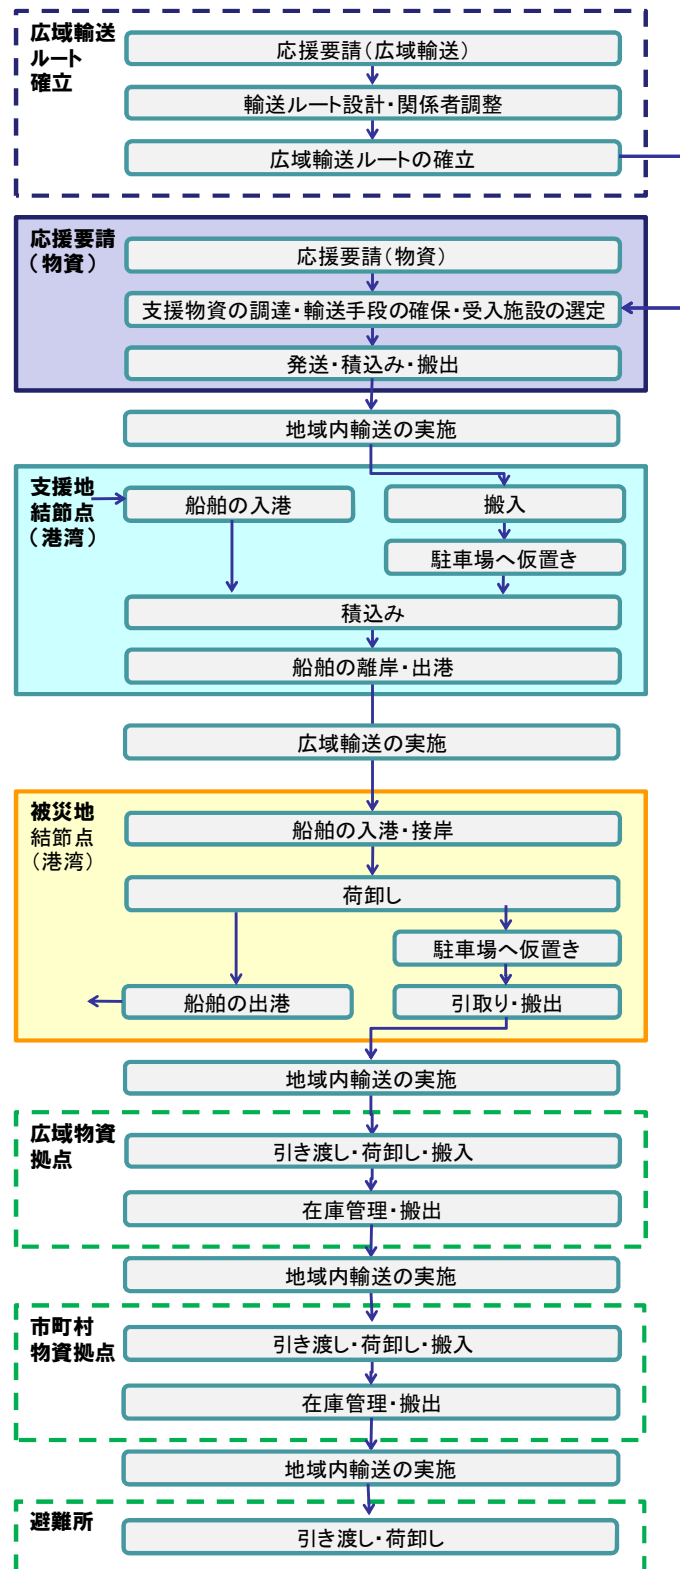 広域輸送
ルート
確立
応援要請（広域輸送）
輸送ルート設計・関係者調整
広域輸送ルートの確立
応援要請
（物資）
応援要請（物資）
支援物資の調達・輸送手段の確保・受入施設の選定
発送・積込み・搬出
地域内輸送の実施
支援地
結節点
（港湾）
船舶の入港
搬入
駐車場へ仮置き
積込み
船舶の離岸・出港
広域輸送の実施
被災地
結節点
（港湾）
船舶の入港・接岸
荷卸し
駐車場へ仮置き
船舶の出港
引取り・搬出
地域内輸送の実施
広域物資
拠点
引き渡し・荷卸し・搬入
在庫管理・搬出
地域内輸送の実施
市町村
物資拠点
引き渡し・荷卸し・搬入
在庫管理・搬出
地域内輸送の実施
避難所
引き渡し・荷卸し